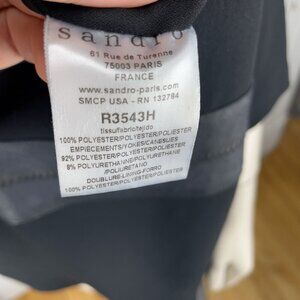 sandro
61 Rue de Turenne
75003 PARIS
FRANCE
www.sandro-paris.com
SMCP USA - RN 132784
R3543H
tissu/fabric/tejido
100% POLYESTER/POLYESTER/POLIESTER
EMPIECEMENTS/YOKES/CANESUES
92% POLYESTER/POLYESTER/POLIESTER
8% POLYURETHANE/POLYURETHANE
/POLIURETANO
DOUBLURE-LINING-FORRO
100% POLYESTER/POLYESTER/POLIESTER